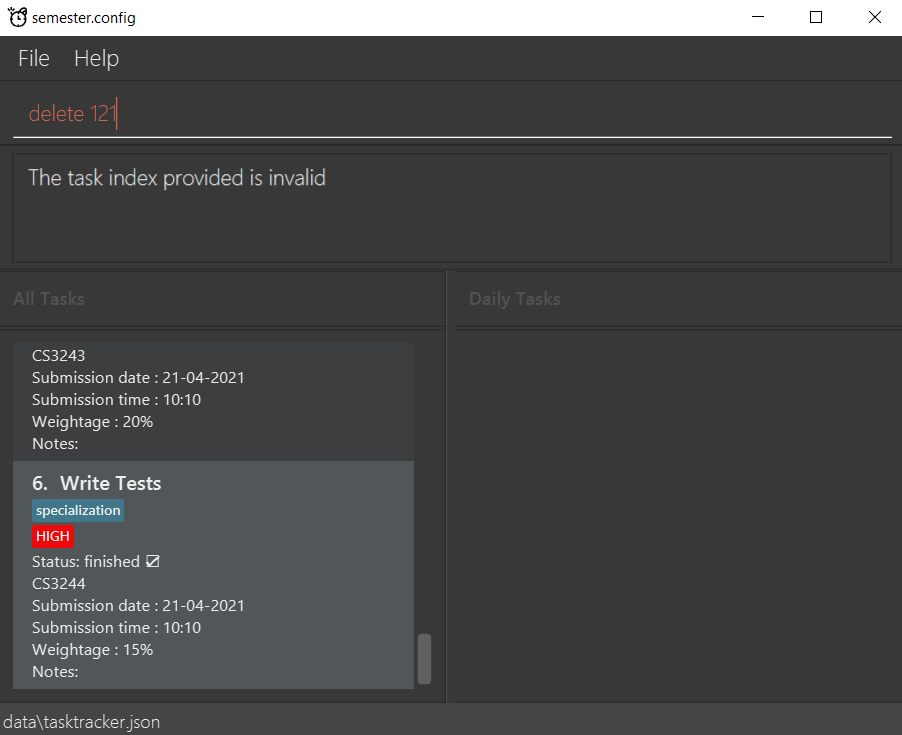 semester.config
File Help
delete 121
The task index provided is invalid
All Tasks
Daily Tasks
CS3243
Submission date : 21-04-2021
Submission time : 10:10
Weightage : 20%
Notes:
6. Write Tests
specialization
HIGH
Status: finished ☑
CS3244
Submission date : 21-04-2021
Submission time : 10:10
Weightage : 15%
Notes:
data\tasktracker.json